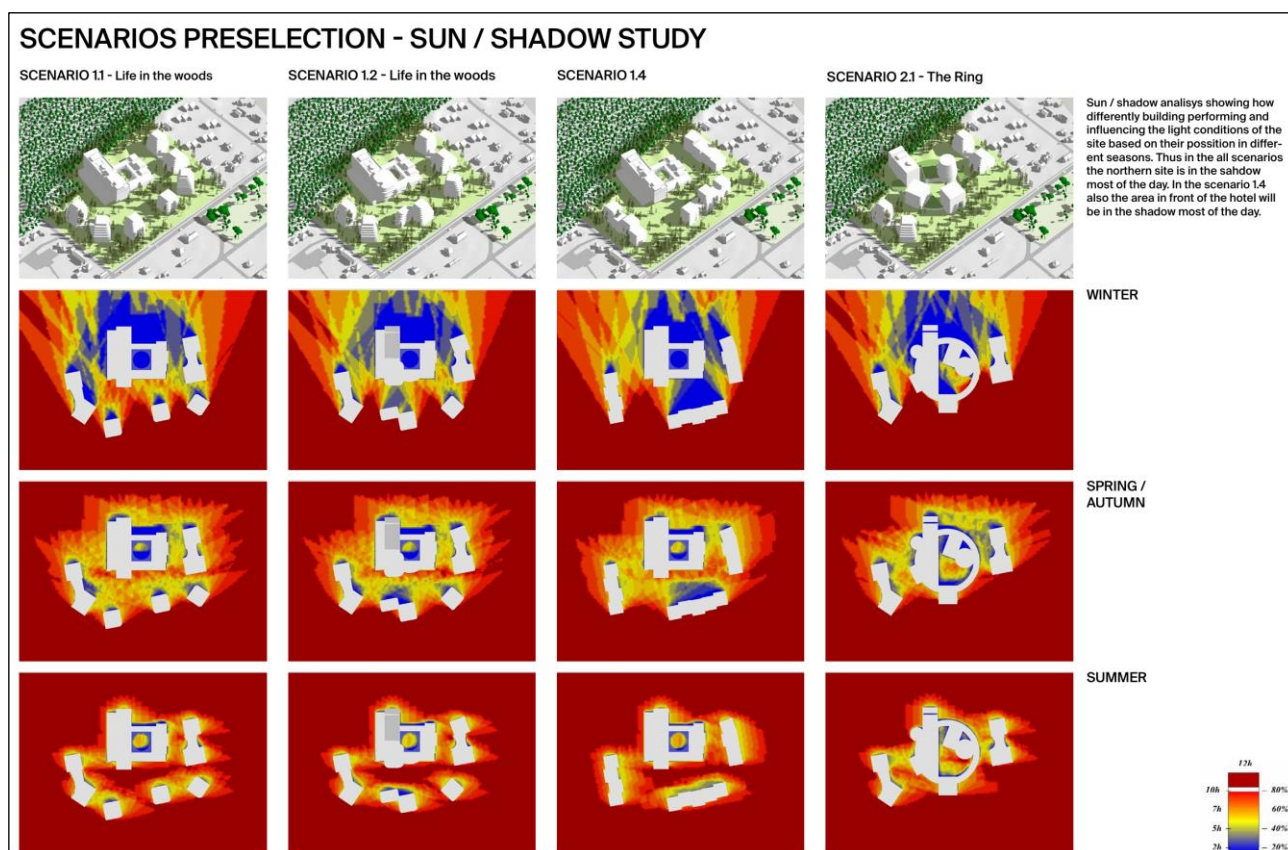 SCENARIOS PRESELECTION - SUN / SHADOW STUDY
SCENARIO 1.1 - Life in the woods
SCENARIO 1.2 - Life in the woods
SCENARIO 1.4
SCENARIO 2.1 - The Ring
Sun / shadow analisys showing how
differently building performing and
influencing the light conditions of the
site based on their possition in differ-
ent seasons. Thus in the all scenarios
the northern site is in the sahdow
most of the day. In the scenario 1.4
also the area in front of the hotel will
be in the shadow most of the day.
WINTER
SPRING /
AUTUMN
SUMMER
12h
10h 80%
7h 60%
5h 40%
2h 20%